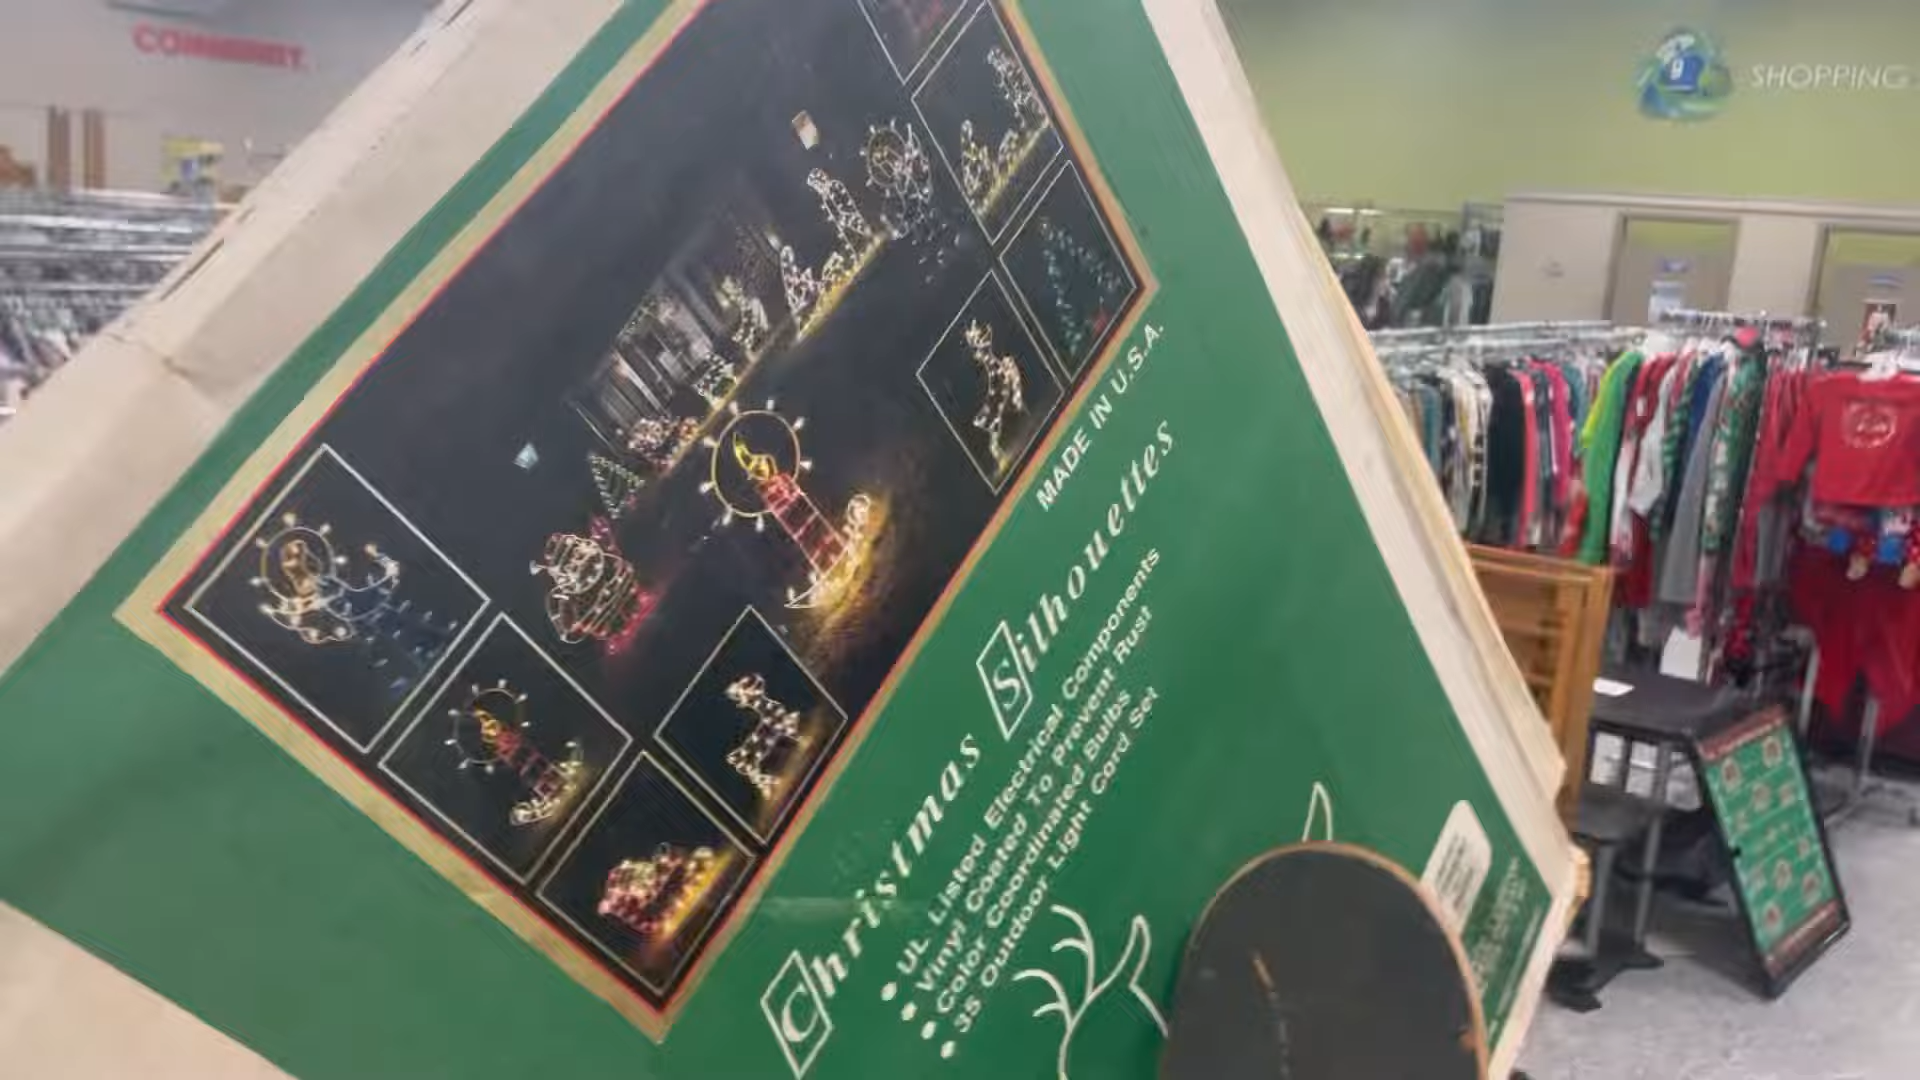 SHOPPING
MADE IN U.S.A.
Christmas Silhouettes
• UL Listed Electrical Components
• Vinyl Coated To Prevent Rust
• Color Coordinated Bulbs
• 35 Outdoor Light Cord Set